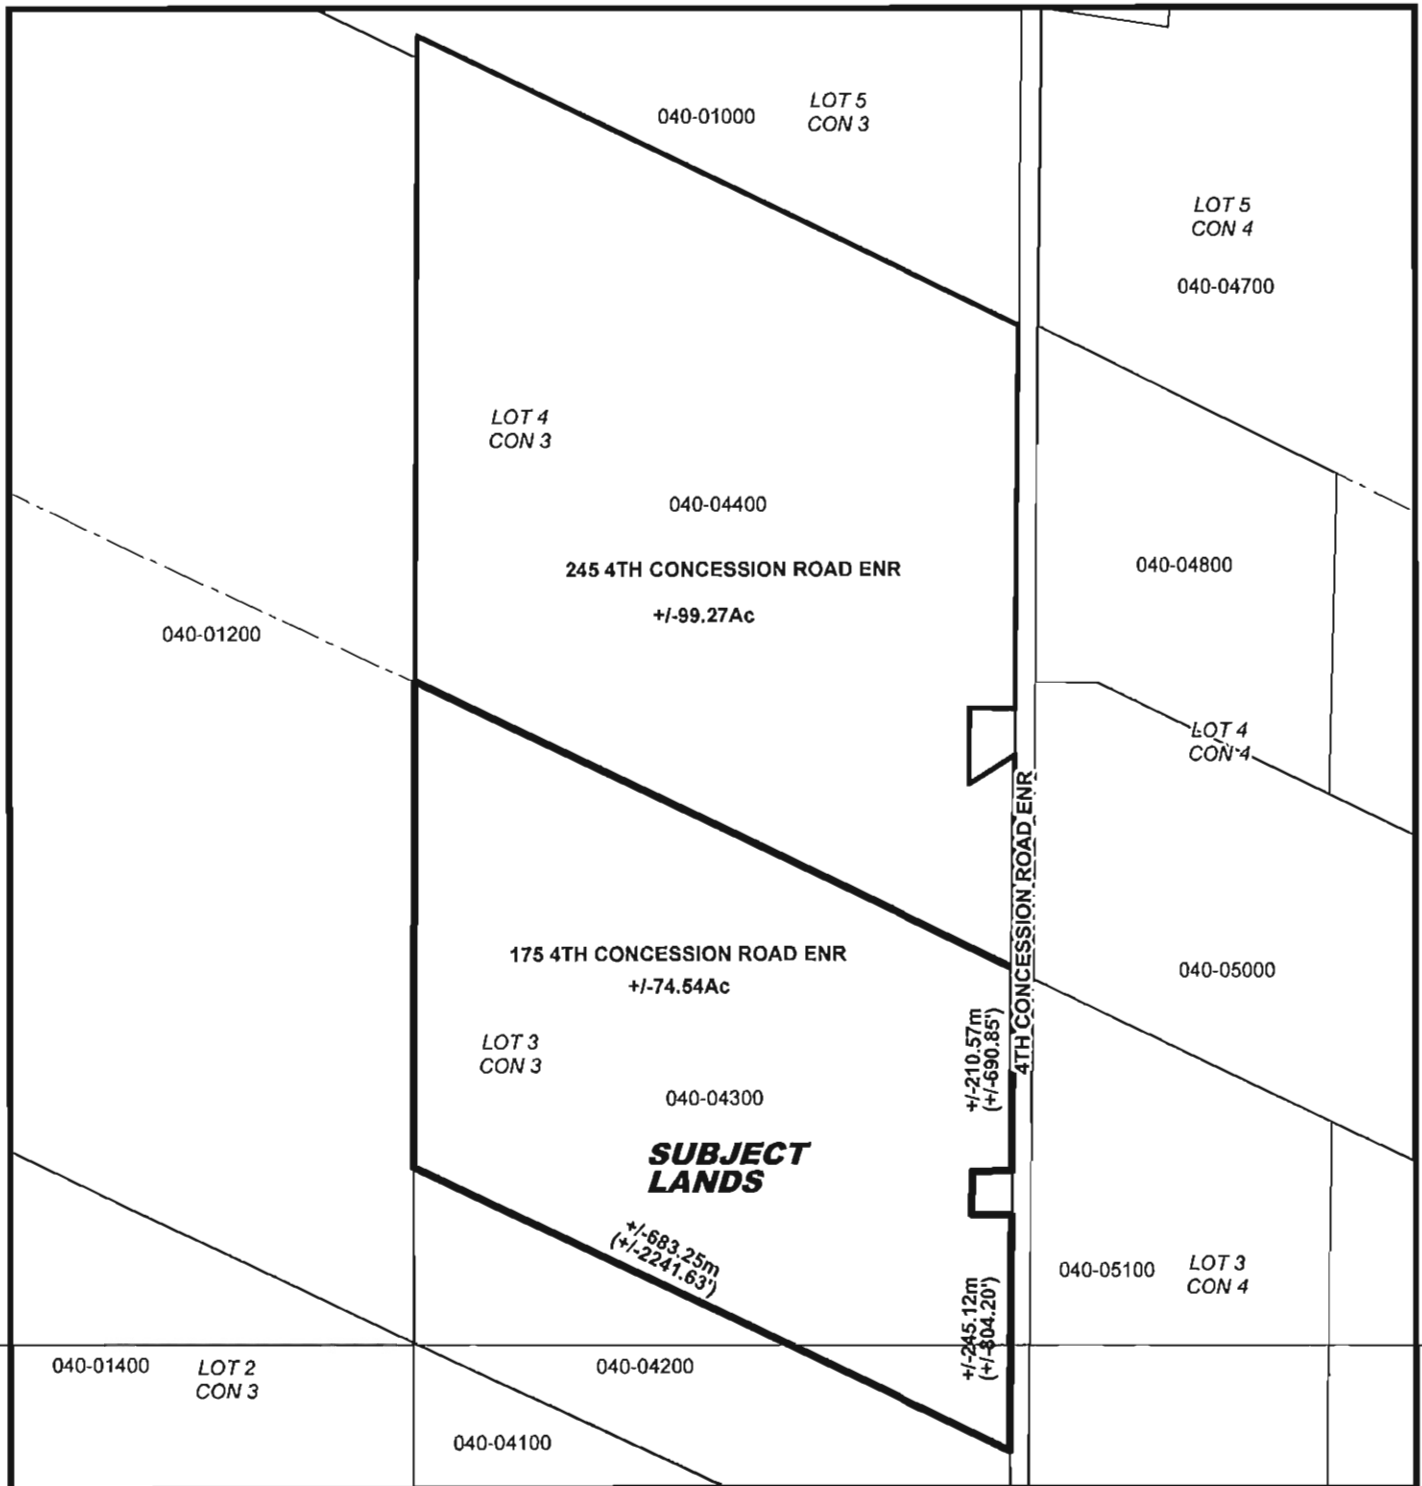 040-01000
LOT 5
CON 3
LOT 5
CON 4
040-04700
LOT 4
CON 3
040-04400
245 4TH CONCESSION ROAD ENR
+/-99.27Ac
040-04800
040-01200
LOT 4
CON 4
4TH CONCESSION ROAD ENR
175 4TH CONCESSION ROAD ENR
+/-74.54Ac
040-05000
LOT 3
CON 3
+/-210.57m
(+/-690.85')
040-04300
SUBJECT
LANDS
+/-683.25m
(+/-2241.63')
040-05100
LOT 3
CON 4
+/-245.12m
(+/-804.20')
040-01400
LOT 2
CON 3
040-04200
040-04100